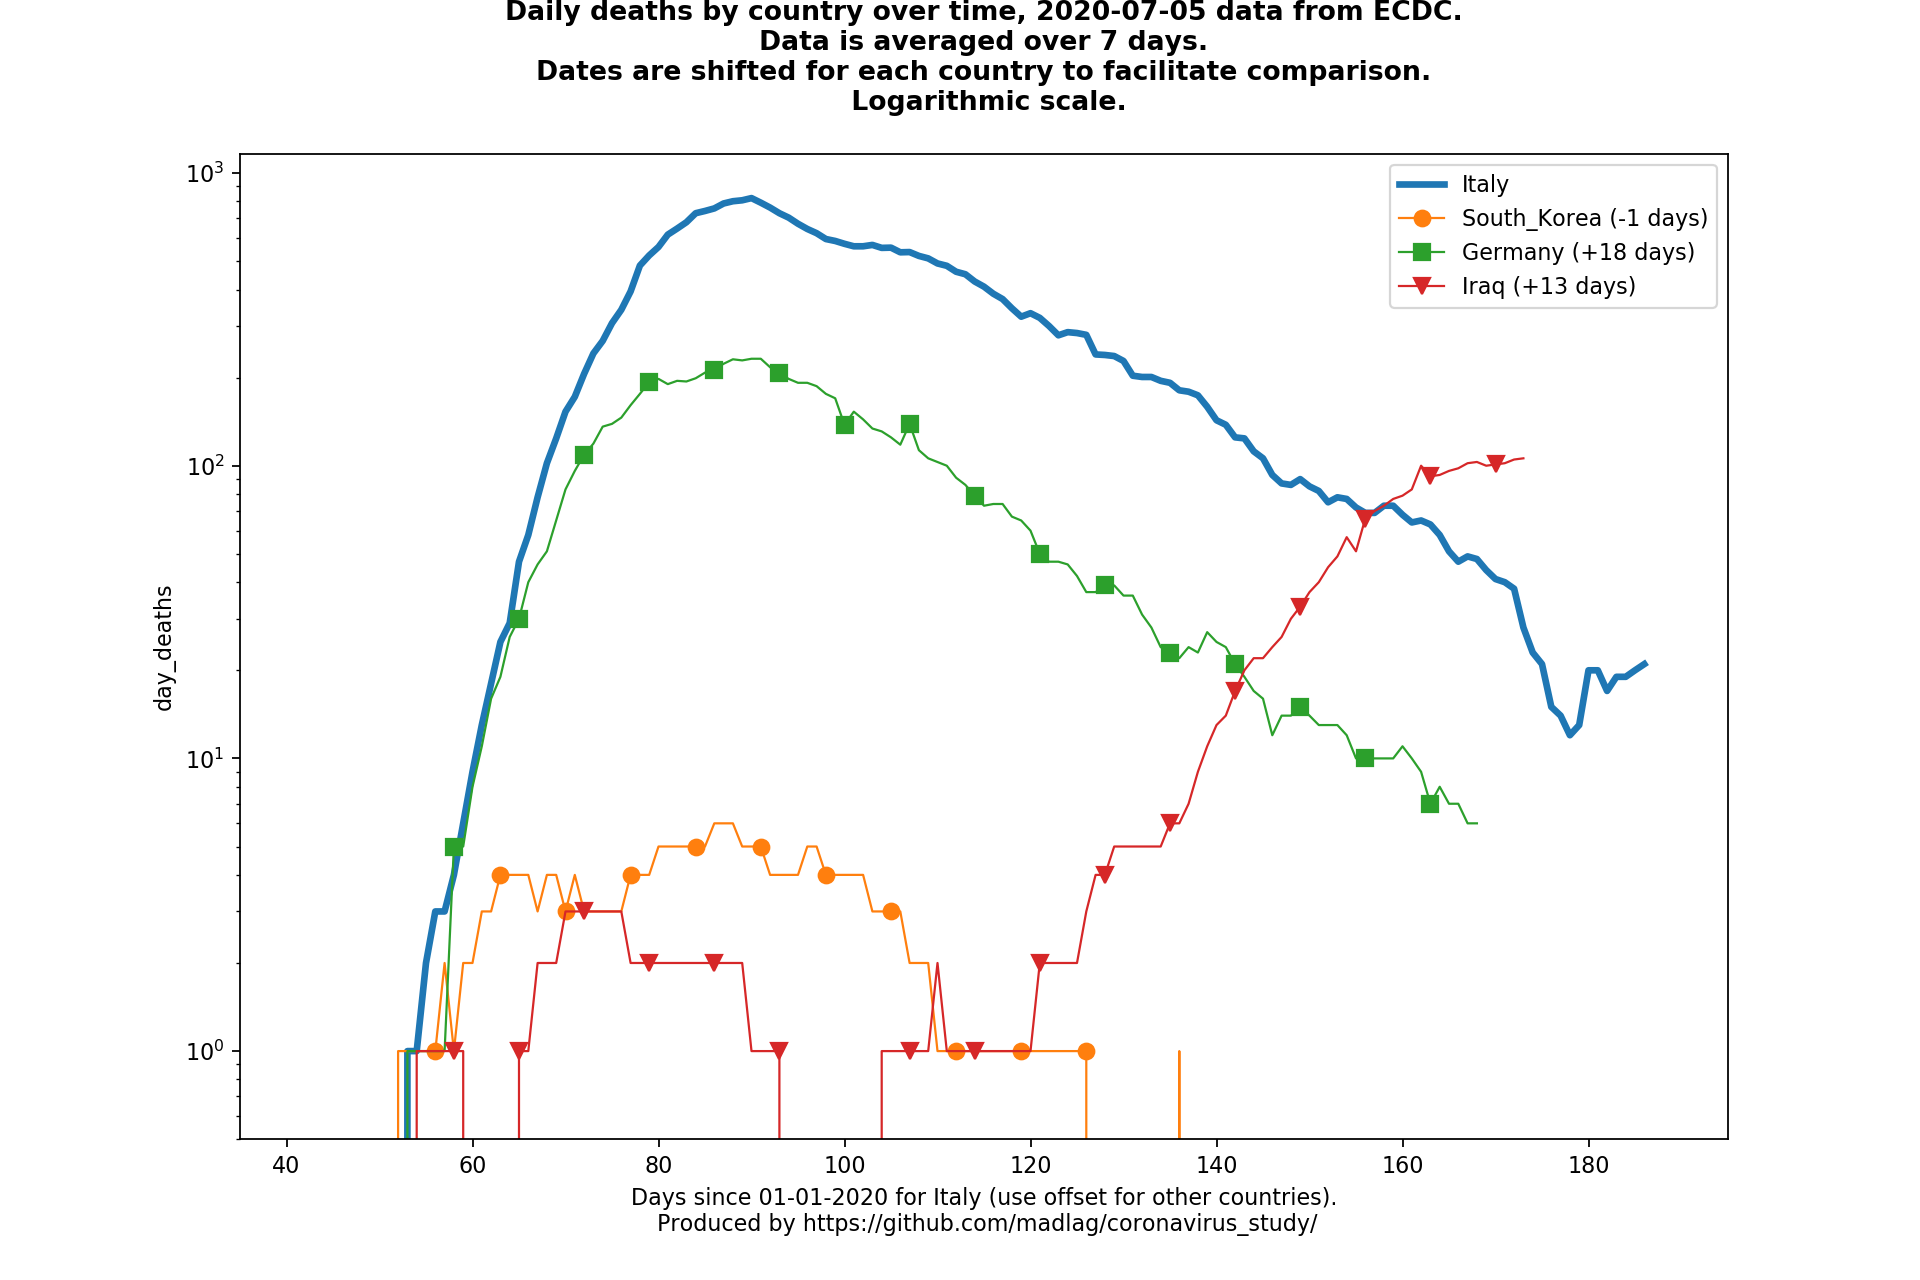 Daily deaths by country over time, 2020-07-05 data from ECDC.
Data is averaged over 7 days.
Dates are shifted for each country to facilitate comparison.
Logarithmic scale.
10³
10²
10¹
10⁰
day_deaths
Italy
South_Korea (-1 days)
Germany (+18 days)
Iraq (+13 days)
40 60 80 100 120 140 160 180
Days since 01-01-2020 for Italy (use offset for other countries).
Produced by https://github.com/madlag/coronavirus_study/